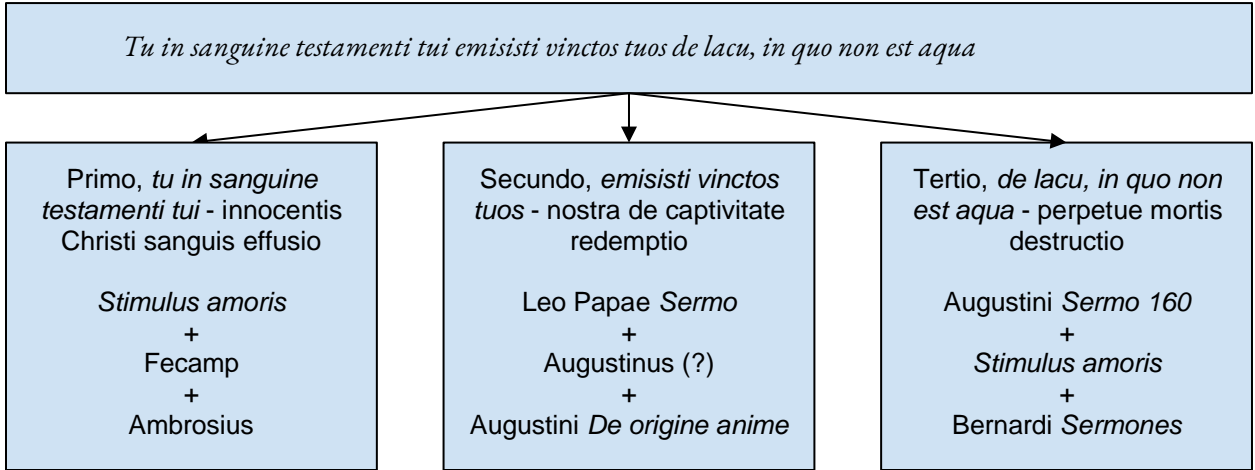 Tu in sanguine testamenti tui emisisti vinctos tuos de lacu, in quo non est aqua
Primo, tu in sanguine
testamenti tui - innocentis
Christi sanguis effusio
Stimulus amoris
+
Fecamp
+
Ambrosius
Secundo, emisisti vinctos
tuos - nostra de captivitate
redemptio
Leo Papae Sermo
+
Augustinus (?)
+
Augustini De origine anime
Tertio, de lacu, in quo non
est aqua - perpetue mortis
destructio
Augustini Sermo 160
+
Stimulus amoris
+
Bernardi Sermones